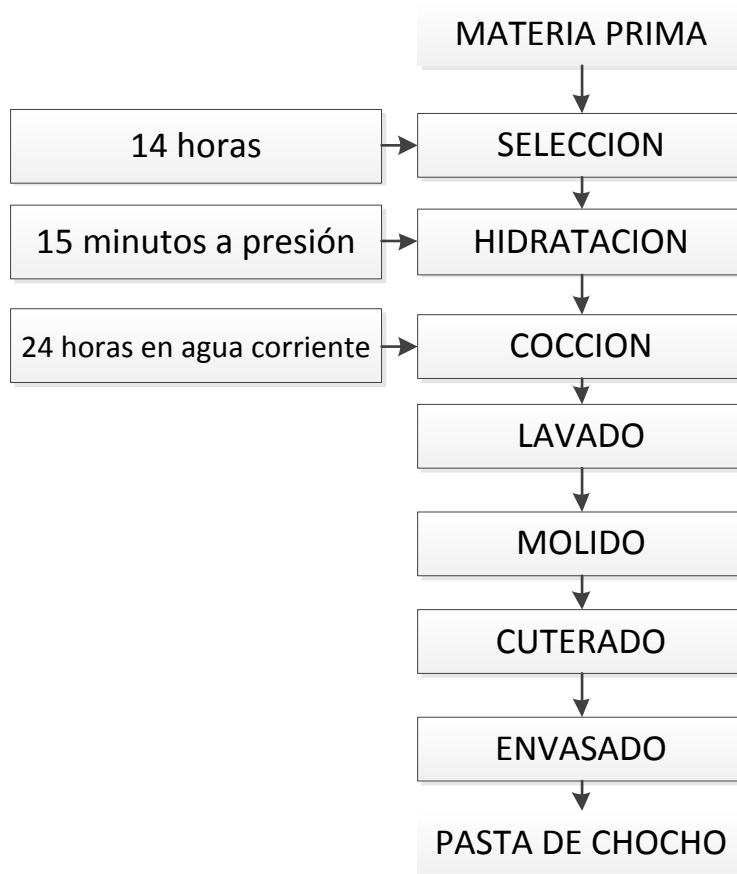 MATERIA PRIMA
14 horas
SELECCION
15 minutos a presión
HIDRATACION
24 horas en agua corriente
COCCION
LAVADO
MOLIDO
CUTERADO
ENVASADO
PASTA DE CHOCHO